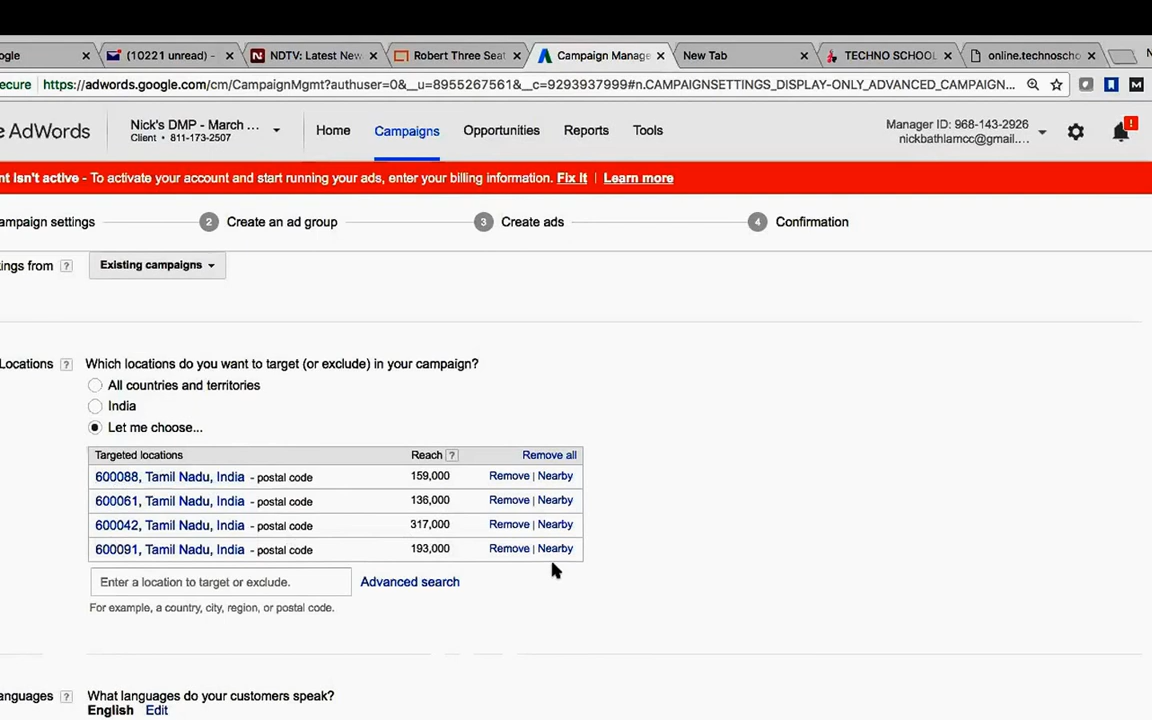 ogle
(10221 unread) -
NDTV: Latest New
Robert Three Seat
Campaign Manage
New Tab
TECHNO SCHOOL
online.techn​oscho
ecure https://adwords.google.com/cm/CampaignMgmt?authuser=0&__u=8955267561&__c=9293937999#n.CAMPAIGNSETTINGS_DISPLAY-ONLY_ADVANCED_CAMPAIGN...
e AdWords
Nick's DMP - March ...
Client • 811-173-2507
Home
Campaigns
Opportunities
Reports
Tools
Manager ID: 968-143-2926
nickbathlamcc@gmail....
!
nt isn't active - To activate your account and start running your ads, enter your billing information. Fix It | Learn more
ampaign settings
2 Create an ad group
3 Create ads
4 Confirmation
ings from ? Existing campaigns
Locations ? Which locations do you want to target (or exclude) in your campaign?
All countries and territories
India
Let me choose...
Targeted locations Reach ? Remove all
600088, Tamil Nadu, India - postal code 159,000 Remove | Nearby
600061, Tamil Nadu, India - postal code 136,000 Remove | Nearby
600042, Tamil Nadu, India - postal code 317,000 Remove | Nearby
600091, Tamil Nadu, India - postal code 193,000 Remove | Nearby
Enter a location to target or exclude. Advanced search
For example, a country, city, region, or postal code.
anguages ? What languages do your customers speak?
English Edit